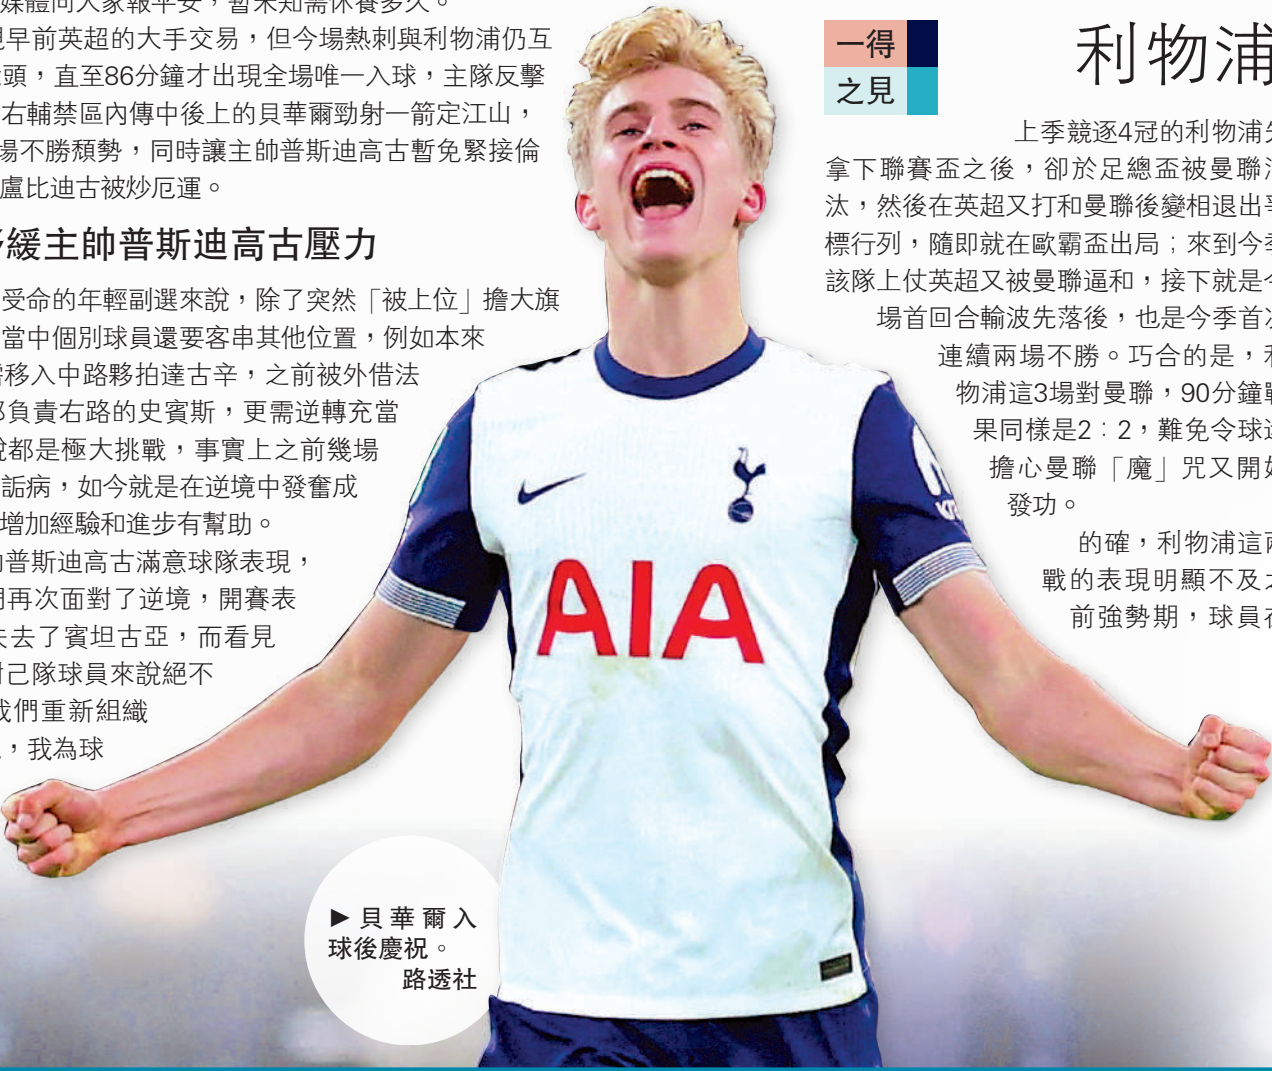 媒體向大家報平安，暫未知需休養多久。
早前英超的大手交易，但今場熱刺與利物浦仍互
頭，直至86分鐘才出現全場唯一入球，主隊反擊
右輔禁區內傳中後上的貝華爾勁射一箭定江山，
場不勝頹勢，同時讓主帥普斯迪高古暫免緊接倫
盧比迪古被炒厄運。
緩主帥普斯迪高古壓力
受命的年輕副選來說，除了突然「被上位」擔大旗
當中個別球員還要客串其他位置，例如本來
移入中路夥拍達古辛，之前被外借法
負責右路的史賓斯，更需逆轉充當
都是極大挑戰，事實上之前幾場
詬病，如今就是在逆境中發奮成
增加經驗和進步有幫助。
普斯迪高古滿意球隊表現，
再次面對了逆境，開賽表
失去了賓坦古亞，而看見
對己隊球員來說絕不
我們重新組織
，我為球
▶貝華爾入
球後慶祝。
路透社
AIA
一得
之見
利物浦
上季競逐4冠的利物浦先
拿下聯賽盃之後，卻於足總盃被曼聯淘
汰，然後在英超又打和曼聯後變相退出爭
標行列，隨即就在歐霸盃出局；來到今季
該隊上仗英超又被曼聯逼和，接下就是今
場首回合輸波先落後，也是今季首次
連續兩場不勝。巧合的是，利
物浦這3場對曼聯，90分鐘戰
果同樣是2：2，難免令球迷
擔心曼聯「魔」咒又開始
發功。
的確，利物浦這兩
戰的表現明顯不及之
前強勢期，球員在